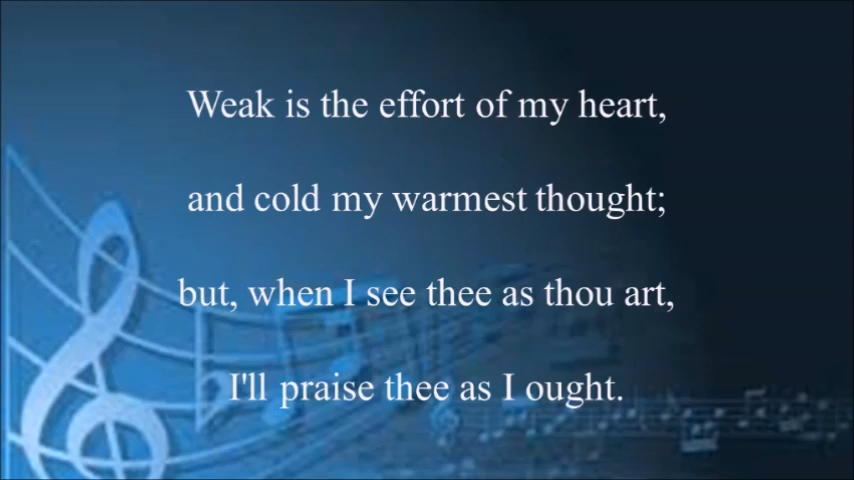 Weak is the effort of my heart,
and cold my warmest thought;
but, when I see thee as thou art,
I'll praise thee as I ought.